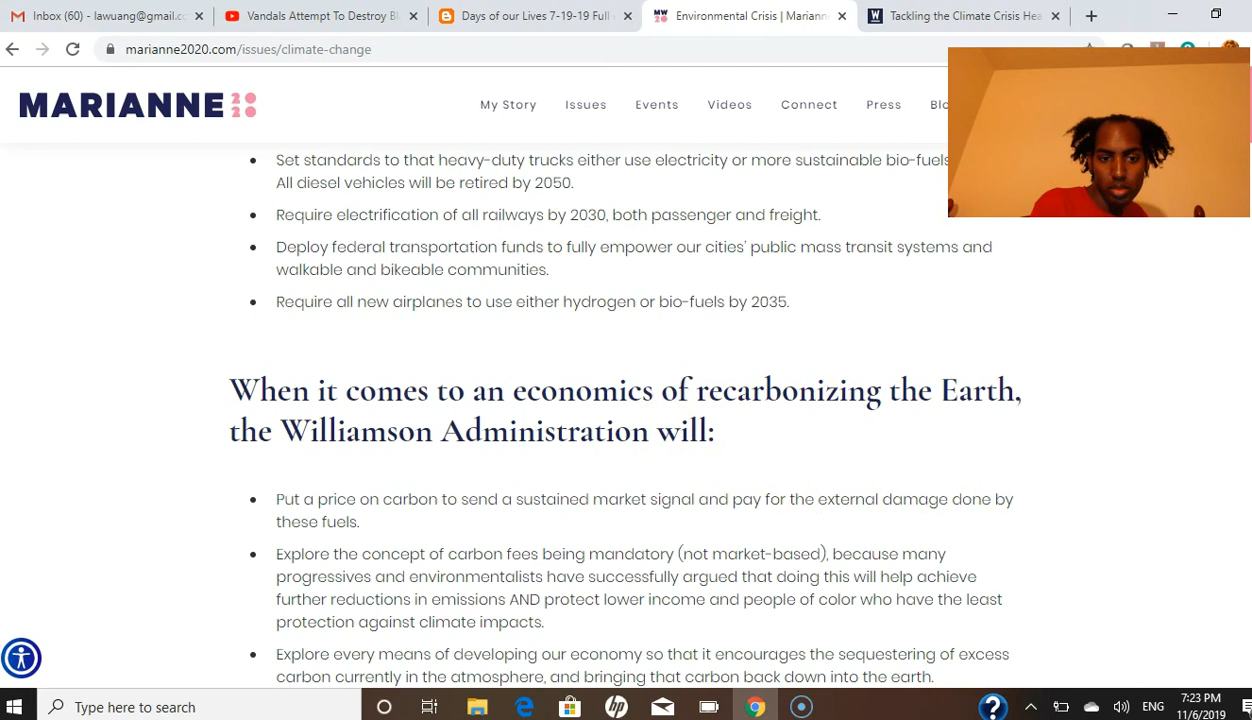 Inbox (60) - lawuang@gmail.c
Vandals Attempt To Destroy Bl
Days of our Lives 7-19-19 Full
Environmental Crisis | Mariann
Tackling the Climate Crisis Hea
marianne2020.com/issues/climate-change
MARIANNE 2020
My Story Issues Events Videos Connect Press Blo
Set standards to that heavy-duty trucks either use electricity or more sustainable bio-fuels
All diesel vehicles will be retired by 2050.
Require electrification of all railways by 2030, both passenger and freight.
Deploy federal transportation funds to fully empower our cities' public mass transit systems and
walkable and bikeable communities.
Require all new airplanes to use either hydrogen or bio-fuels by 2035.
When it comes to an economics of recarbonizing the Earth,
the Williamson Administration will:
Put a price on carbon to send a sustained market signal and pay for the external damage done by
these fuels.
Explore the concept of carbon fees being mandatory (not market-based), because many
progressives and environmentalists have successfully argued that doing this will help achieve
further reductions in emissions AND protect lower income and people of color who have the least
protection against climate impacts.
Explore every means of developing our economy so that it encourages the sequestering of excess
carbon currently in the atmosphere, and bringing that carbon back down into the earth.
Type here to search
ENG
7:23 PM
11/6/2019